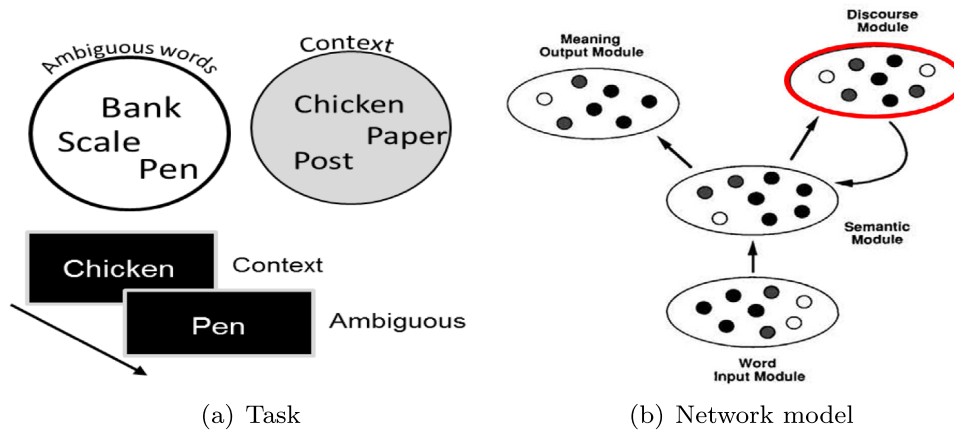 Ambiguous words
Bank
Scale
Pen
Context
Chicken
Paper
Post
Chicken
Context
Pen
Ambiguous
(a) Task
Discourse
Module
Meaning
Output Module
Semantic
Module
Word
Input Module
(b) Network model